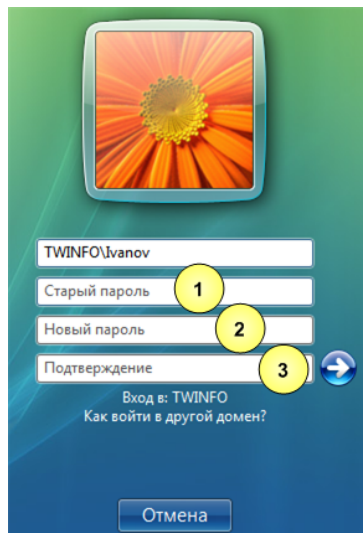 TWINFO\Ivanov
Старый пароль 1
Новый пароль 2
Подтверждение 3
Вход в: TWINFO
Как войти в другой домен?
Отмена